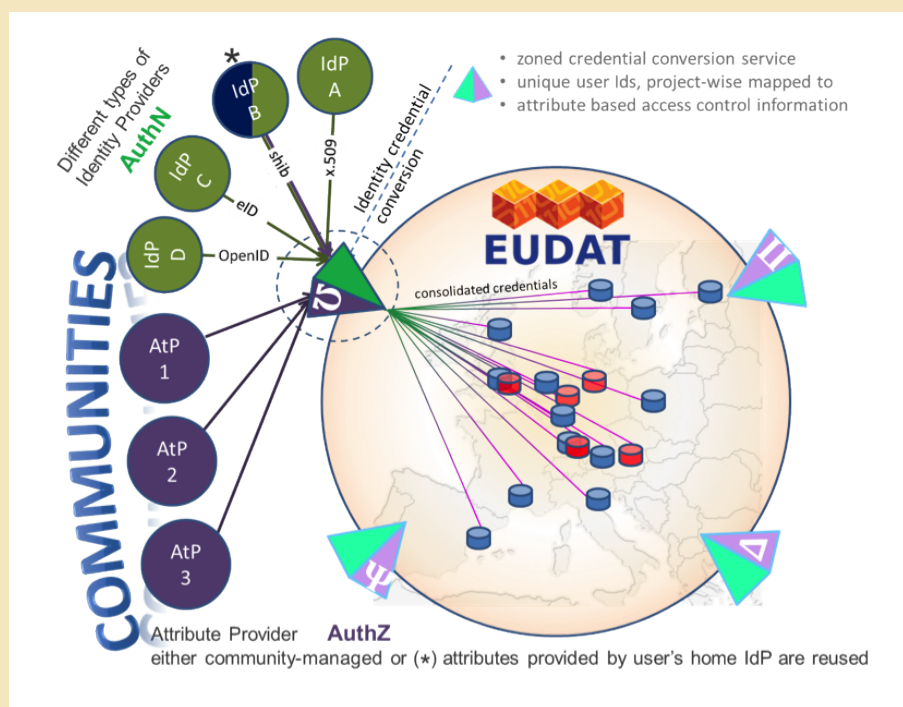 Different types of
Identity Providers
AuthN
*
IdP
B
IdP
A
IdP
C
IdP
D
shib
x.509
eID
OpenID
Identity credential
conversion
• zoned credential conversion service
• unique user Ids, project-wise mapped to
• attribute based access control information
EUDAT
consolidated credentials
Ʊ
Π
Ψ
Δ
COMMUNITIES
AtP
1
AtP
2
AtP
3
Attribute Provider AuthZ
either community-managed or (*) attributes provided by user's home IdP are reused